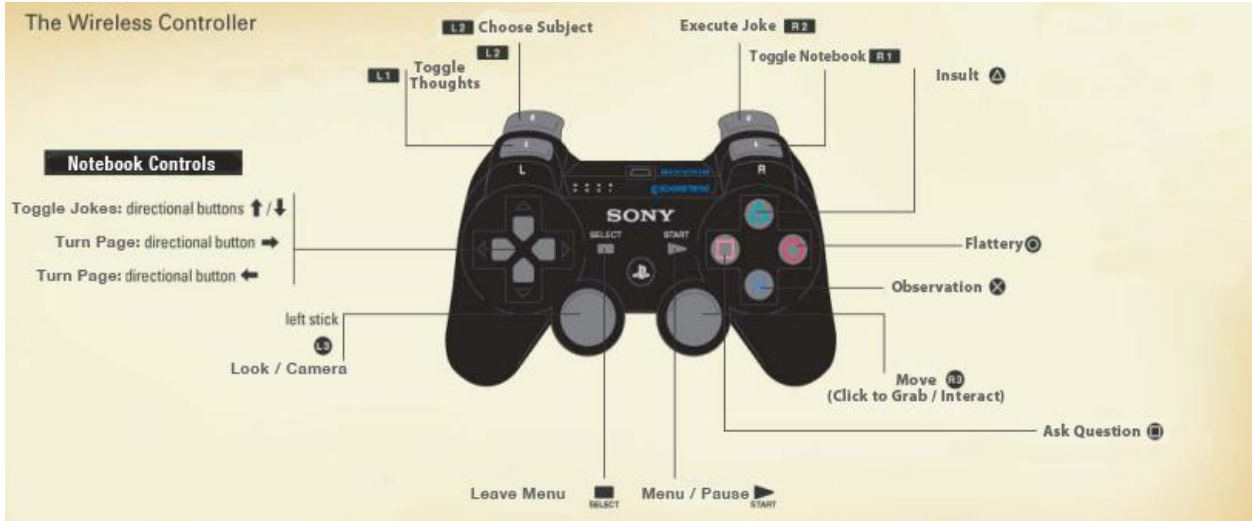 The Wireless Controller
L2 Choose Subject
Execute Joke R2
L2
L1 Toggle Thoughts
Toggle Notebook R1
Insult
Notebook Controls
L
R
SONY
SELECT
START
Toggle Jokes: directional buttons ↑/↓
Turn Page: directional button →
Turn Page: directional button ←
Flattery
Observation
left stick
L3
Look / Camera
Move R3
(Click to Grab / Interact)
Ask Question
Leave Menu
SELECT
Menu / Pause
START